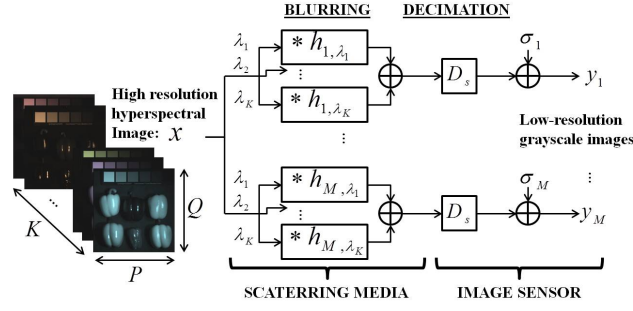 BLURRING DECIMATION
λ1
* h1,λ1
λ2
...
λK
* h1,λK
Ds
σ1
y1
High resolution
hyperspectral
Image: x
...
Low-resolution
grayscale images
λ1
* hM,λ1
λ2
...
λK
* hM,λK
Ds
σM
...
yM
...
K
Q
P
SCATERRING MEDIA IMAGE SENSOR